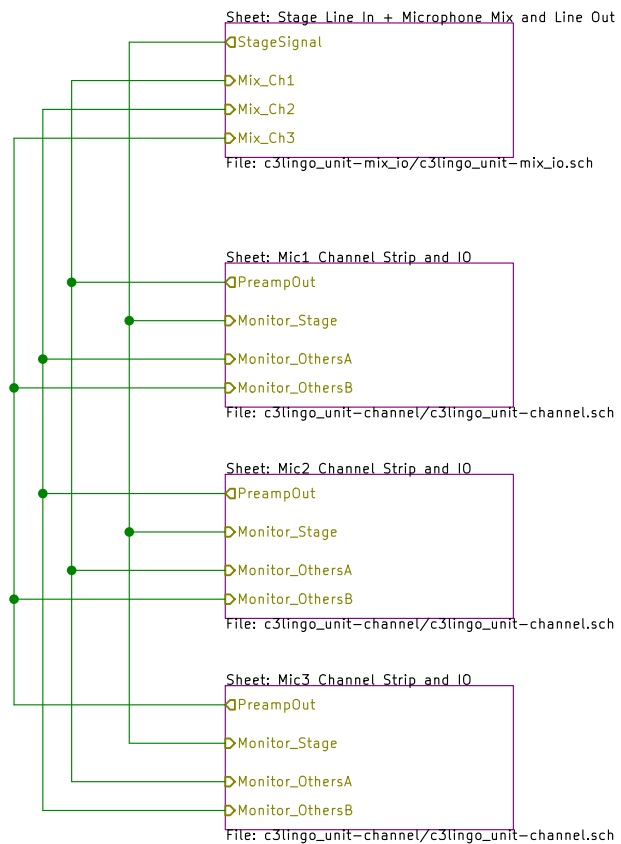 Sheet: Stage Line In + Microphone Mix and Line Out
StageSignal
Mix_Ch1
Mix_Ch2
Mix_Ch3
File: c3lingo_unit-mix_io/c3lingo_unit-mix_io.sch
Sheet: Mic1 Channel Strip and IO
PreampOut
Monitor_Stage
Monitor_OthersA
Monitor_OthersB
File: c3lingo_unit-channel/c3lingo_unit-channel.sch
Sheet: Mic2 Channel Strip and IO
PreampOut
Monitor_Stage
Monitor_OthersA
Monitor_OthersB
File: c3lingo_unit-channel/c3lingo_unit-channel.sch
Sheet: Mic3 Channel Strip and IO
PreampOut
Monitor_Stage
Monitor_OthersA
Monitor_OthersB
File: c3lingo_unit-channel/c3lingo_unit-channel.sch